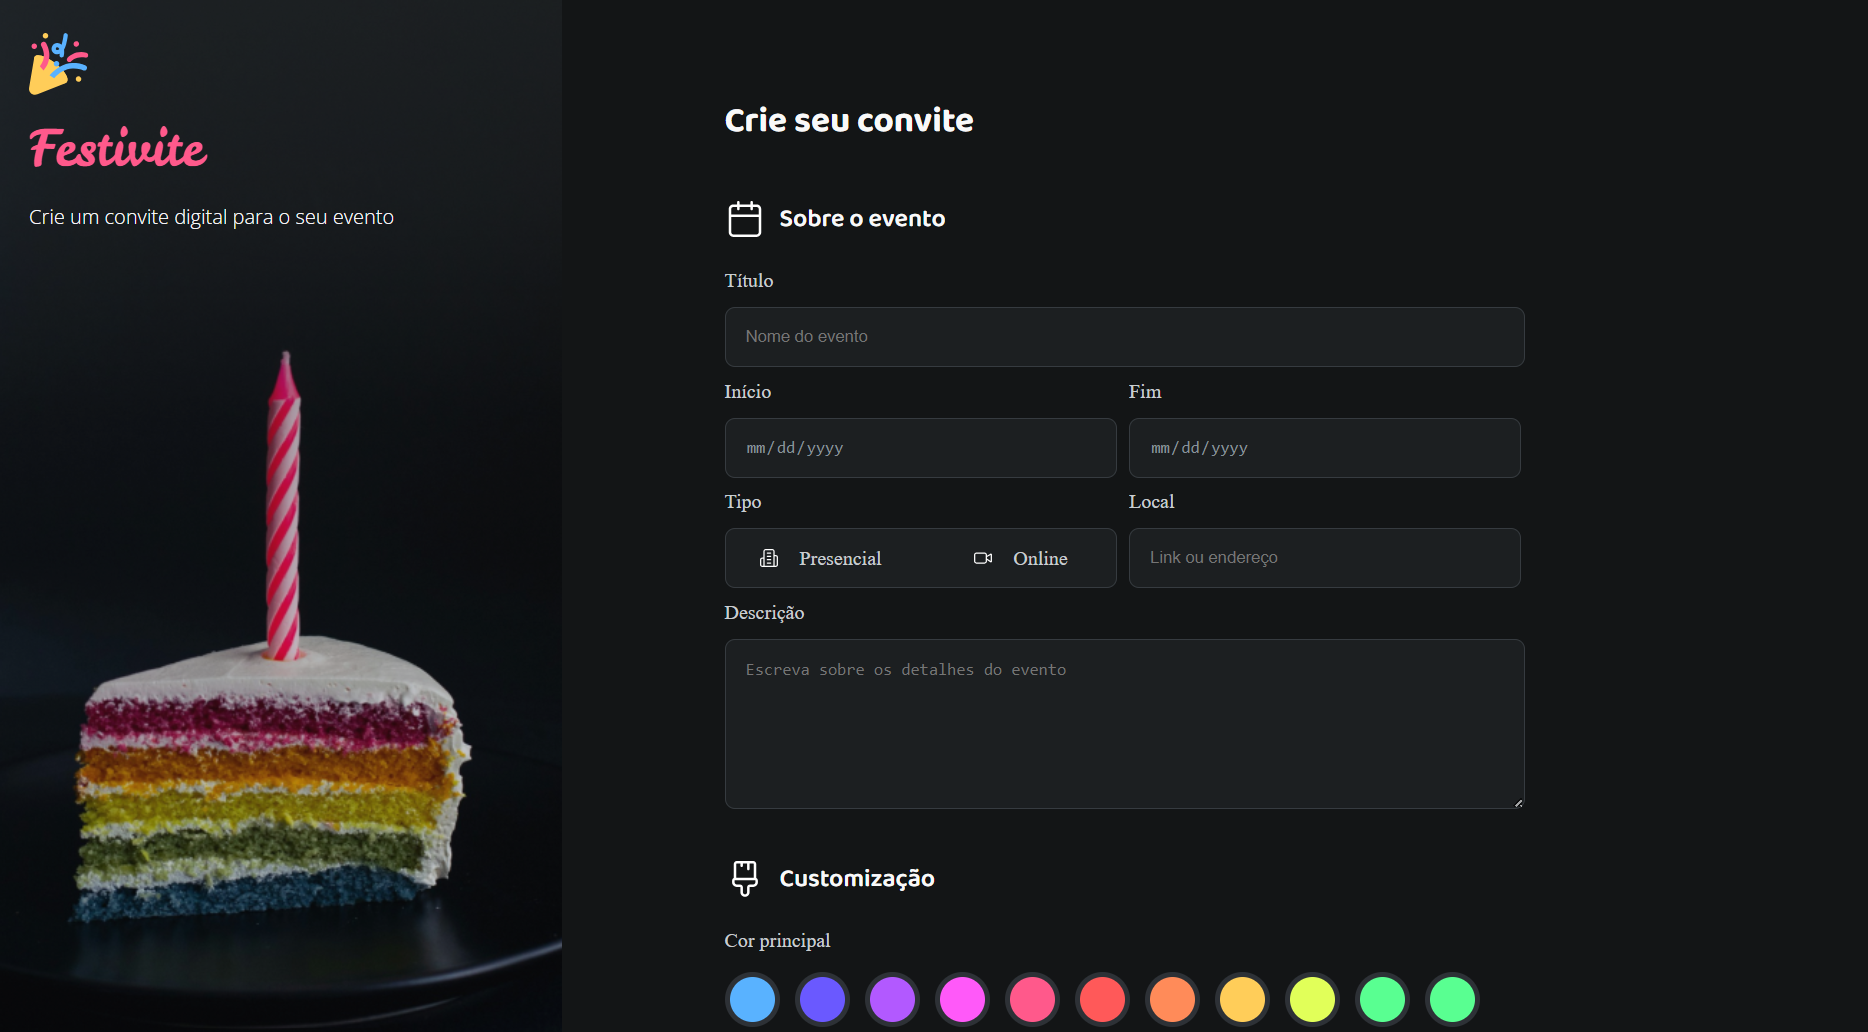 Festivite
Crie um convite digital para o seu evento
Crie seu convite
Sobre o evento
Título
Nome do evento
Início Fim
mm/dd/yyyy mm/dd/yyyy
Tipo Local
Presencial Online Link ou endereço
Descrição
Escreva sobre os detalhes do evento
Customização
Cor principal